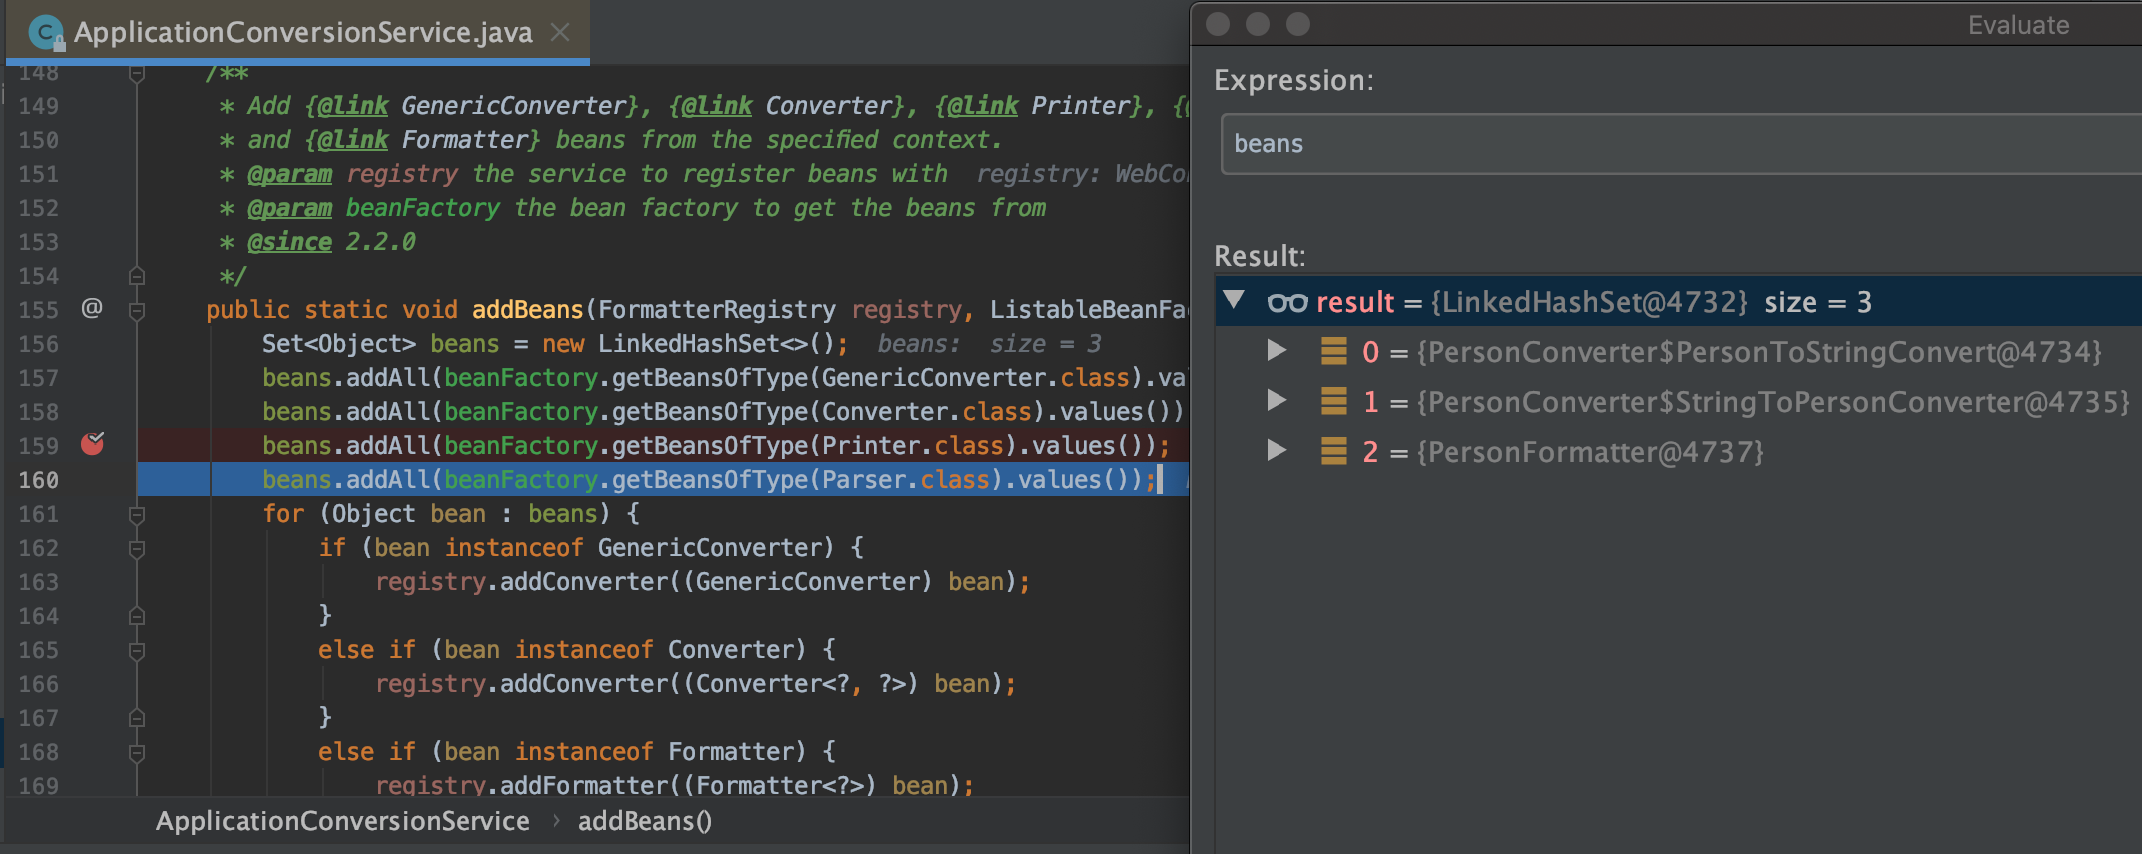 ApplicationConversionService.java
148 /**
149 * Add {@link GenericConverter}, {@link Converter}, {@link Printer}, {
150 * and {@link Formatter} beans from the specified context.
151 * @param registry the service to register beans with registry: WebCo
152 * @param beanFactory the bean factory to get the beans from
153 * @since 2.2.0
154 */
155 @ public static void addBeans(FormatterRegistry registry, ListableBeanFa
156 Set<Object> beans = new LinkedHashSet<>(); beans: size = 3
157 beans.addAll(beanFactory.getBeansOfType(GenericConverter.class).va
158 beans.addAll(beanFactory.getBeansOfType(Converter.class).values())
159 beans.addAll(beanFactory.getBeansOfType(Printer.class).values());
160 beans.addAll(beanFactory.getBeansOfType(Parser.class).values());
161 for (Object bean : beans) {
162 if (bean instanceof GenericConverter) {
163 registry.addConverter((GenericConverter) bean);
164 }
165 else if (bean instanceof Converter) {
166 registry.addConverter((Converter<?, ?>) bean);
167 }
168 else if (bean instanceof Formatter) {
169 registry.addFormatter((Formatter<?>) bean);
ApplicationConversionService › addBeans()
Evaluate
Expression:
beans
Result:
result = {LinkedHashSet@4732} size = 3
0 = {PersonConverter$PersonToStringConvert@4734}
1 = {PersonConverter$StringToPersonConverter@4735}
2 = {PersonFormatter@4737}